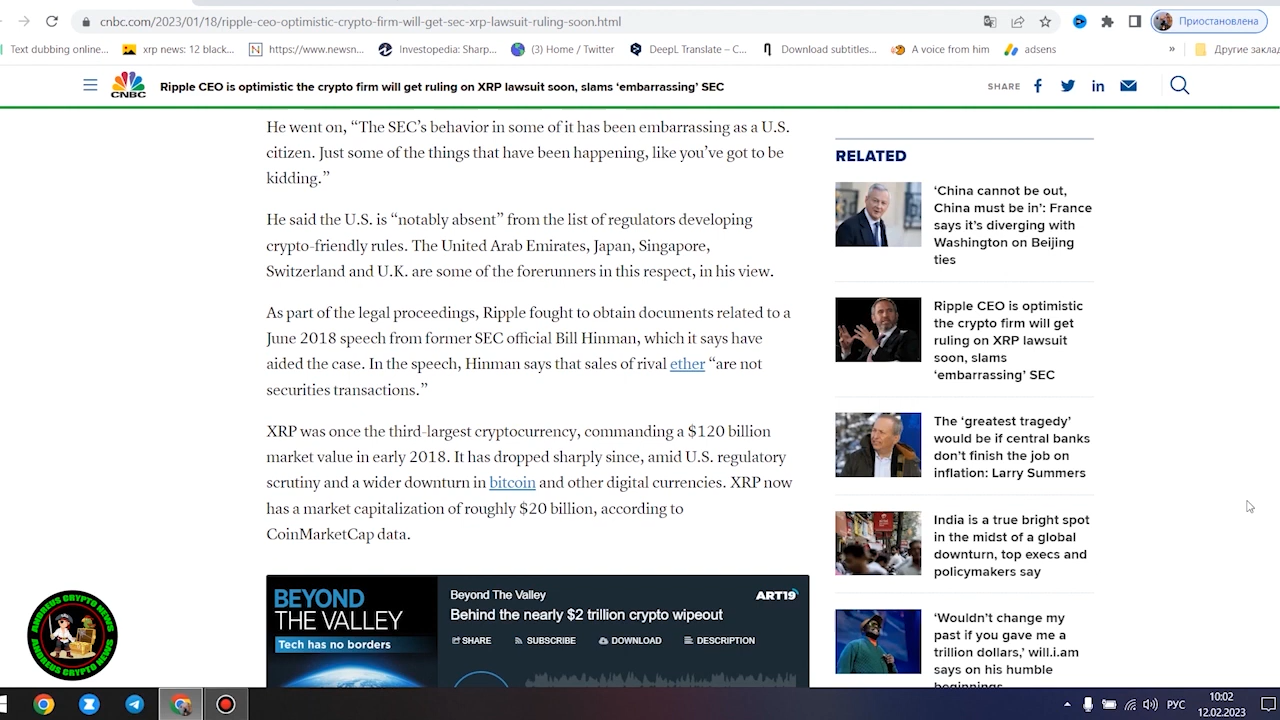 cnbc.com/2023/01/18/ripple-ceo-optimistic-crypto-firm-will-get-sec-xrp-lawsuit-ruling-soon.html
Приостановлена
Text dubbing online...
xrp news: 12 black...
https://www.newsn...
Investopedia: Sharp...
(3) Home / Twitter
DeepL Translate – C...
Download subtitles...
A voice from him
adsens
»
Другие заклад
CNBC
Ripple CEO is optimistic the crypto firm will get ruling on XRP lawsuit soon, slams ‘embarrassing’ SEC
SHARE
He went on, “The SEC’s behavior in some of it has been embarrassing as a U.S.
citizen. Just some of the things that have been happening, like you’ve got to be
kidding.”
He said the U.S. is “notably absent” from the list of regulators developing
crypto-friendly rules. The United Arab Emirates, Japan, Singapore,
Switzerland and U.K. are some of the forerunners in this respect, in his view.
As part of the legal proceedings, Ripple fought to obtain documents related to a
June 2018 speech from former SEC official Bill Hinman, which it says have
aided the case. In the speech, Hinman says that sales of rival ether “are not
securities transactions.”
XRP was once the third-largest cryptocurrency, commanding a $120 billion
market value in early 2018. It has dropped sharply since, amid U.S. regulatory
scrutiny and a wider downturn in bitcoin and other digital currencies. XRP now
has a market capitalization of roughly $20 billion, according to
CoinMarketCap data.
BEYOND
THE VALLEY
Tech has no borders
Beyond The Valley
Behind the nearly $2 trillion crypto wipeout
ART19
SHARE
SUBSCRIBE
DOWNLOAD
DESCRIPTION
RELATED
‘China cannot be out,
China must be in’: France
says it’s diverging with
Washington on Beijing
ties
Ripple CEO is optimistic
the crypto firm will get
ruling on XRP lawsuit
soon, slams
‘embarrassing’ SEC
The ‘greatest tragedy’
would be if central banks
don’t finish the job on
inflation: Larry Summers
India is a true bright spot
in the midst of a global
downturn, top execs and
policymakers say
‘Wouldn’t change my
past if you gave me a
trillion dollars,’ will.i.am
says on his humble
beginnings
ANDREUS CRYPTO NEWS
ANDREUS CRYPTO NEWS
РУС
10:02
12.02.2023